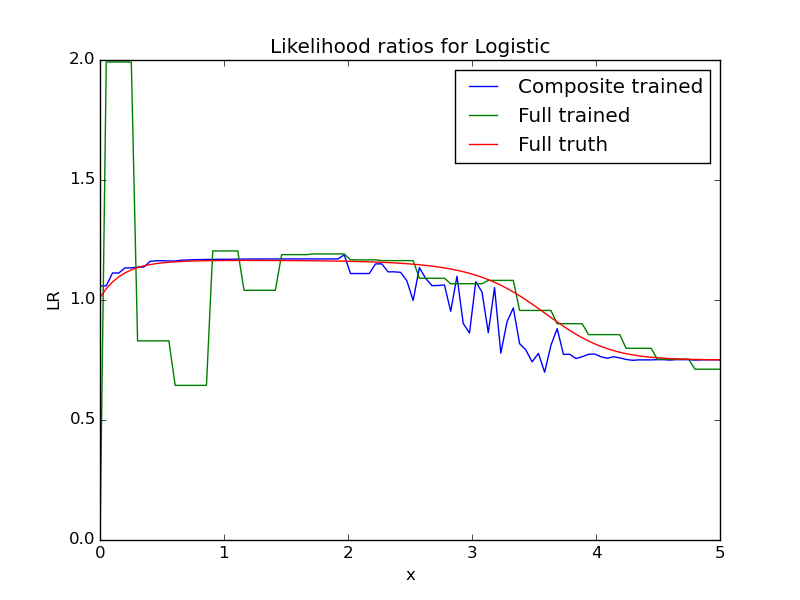 Likelihood ratios for Logistic
Composite trained
Full trained
Full truth
2.0
1.5
1.0
0.5
0.0
LR
0 1 2 3 4 5
x